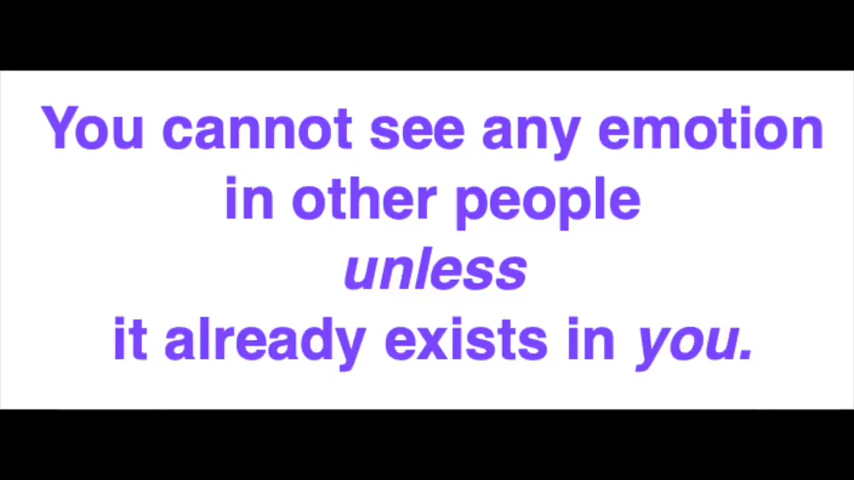 You cannot see any emotion
in other people
unless
it already exists in you.